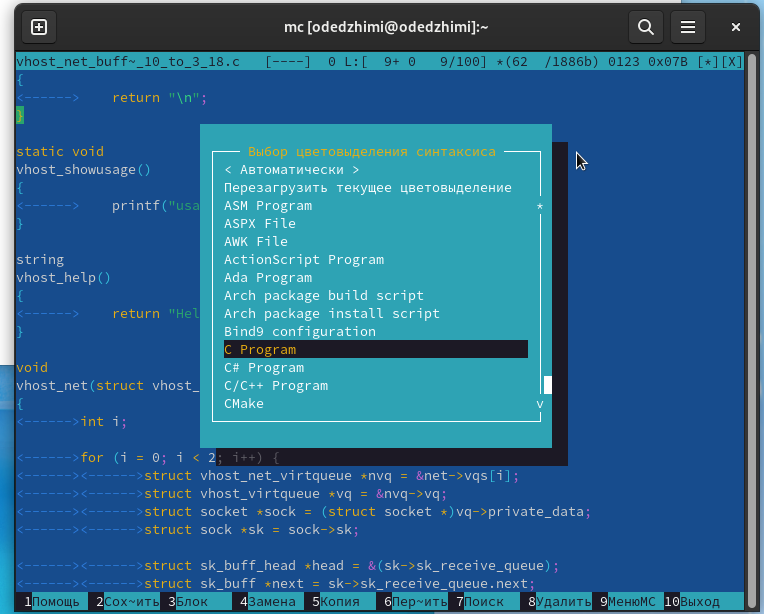 mc [odedzhimi@odedzhimi]:~
vhost_net_buff~_10_to_3_18.c [----] 0 L:[ 9+ 0 9/100] *(62 /1886b) 0123 0x07B [*][X]
{
<------> return "\n";
}
static void
vhost_showusage()
{
<------> printf("usa
}
string
vhost_help()
{
<------> return "Hel
}
void
vhost_net(struct vhost_
{
<------>int i;
Выбор цветовыделения синтаксиса
< Автоматически >
Перезагрузить текущее цветовыделение
ASM Program
ASPX File
AWK File
ActionScript Program
Ada Program
Arch package build script
Arch package install script
Bind9 configuration
C Program
C# Program
C/C++ Program
CMake
<------>for (i = 0; i < 2; i++) {
<------><------>struct vhost_net_virtqueue *nvq = &net->vqs[i];
<------><------>struct vhost_virtqueue *vq = &nvq->vq;
<------><------>struct socket *sock = (struct socket *)vq->private_data;
<------><------>struct sock *sk = sock->sk;
<------><------>struct sk_buff_head *head = &(sk->sk_receive_queue);
<------><------>struct sk_buff *next = sk->sk_receive_queue.next;
1Помощь 2Сох~ить 3Блок 4Замена 5Копия 6Пер~ить 7Поиск 8Удалить 9МенюMC 10Выход